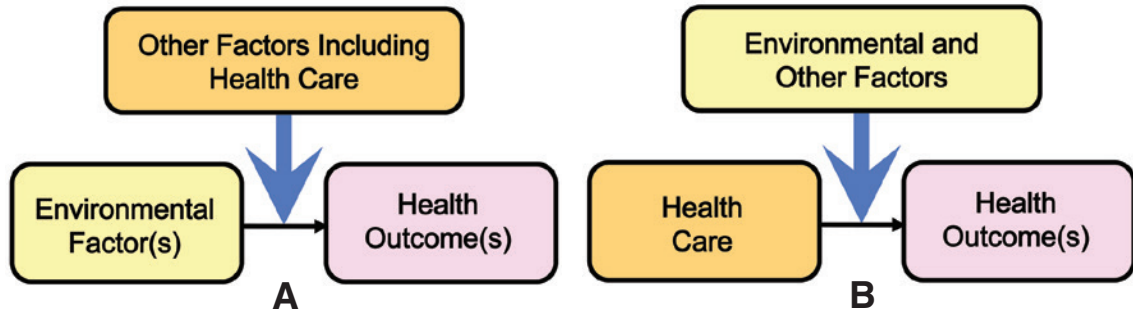 Other Factors Including
Health Care
Environmental
Factor(s)
Health
Outcome(s)
A
Environmental and
Other Factors
Health
Care
Health
Outcome(s)
B